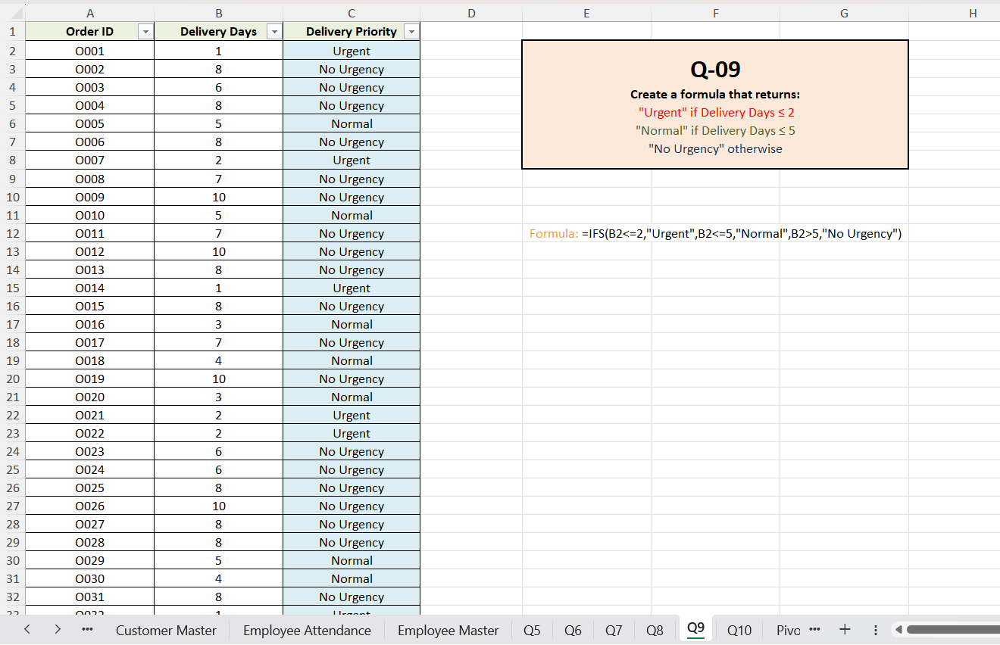 A B C D E F G H
1 Order ID Delivery Days Delivery Priority
2 O001 1 Urgent
3 O002 8 No Urgency
Q-09
4 O003 6 No Urgency
Create a formula that returns:
5 O004 8 No Urgency
"Urgent" if Delivery Days ≤ 2
6 O005 5 Normal
"Normal" if Delivery Days ≤ 5
7 O006 8 No Urgency
"No Urgency" otherwise
8 O007 2 Urgent
9 O008 7 No Urgency
10 O009 10 No Urgency
11 O010 5 Normal
12 O011 7 No Urgency Formula: =IFS(B2<=2,"Urgent",B2<=5,"Normal",B2>5,"No Urgency")
13 O012 10 No Urgency
14 O013 8 No Urgency
15 O014 1 Urgent
16 O015 8 No Urgency
17 O016 3 Normal
18 O017 7 No Urgency
19 O018 4 Normal
20 O019 10 No Urgency
21 O020 3 Normal
22 O021 2 Urgent
23 O022 2 Urgent
24 O023 6 No Urgency
25 O024 6 No Urgency
26 O025 8 No Urgency
27 O026 10 No Urgency
28 O027 8 No Urgency
29 O028 8 No Urgency
30 O029 5 Normal
31 O030 4 Normal
32 O031 8 No Urgency
33 O032 1 Urgent
Customer Master Employee Attendance Employee Master Q5 Q6 Q7 Q8 Q9 Q10 Pivo